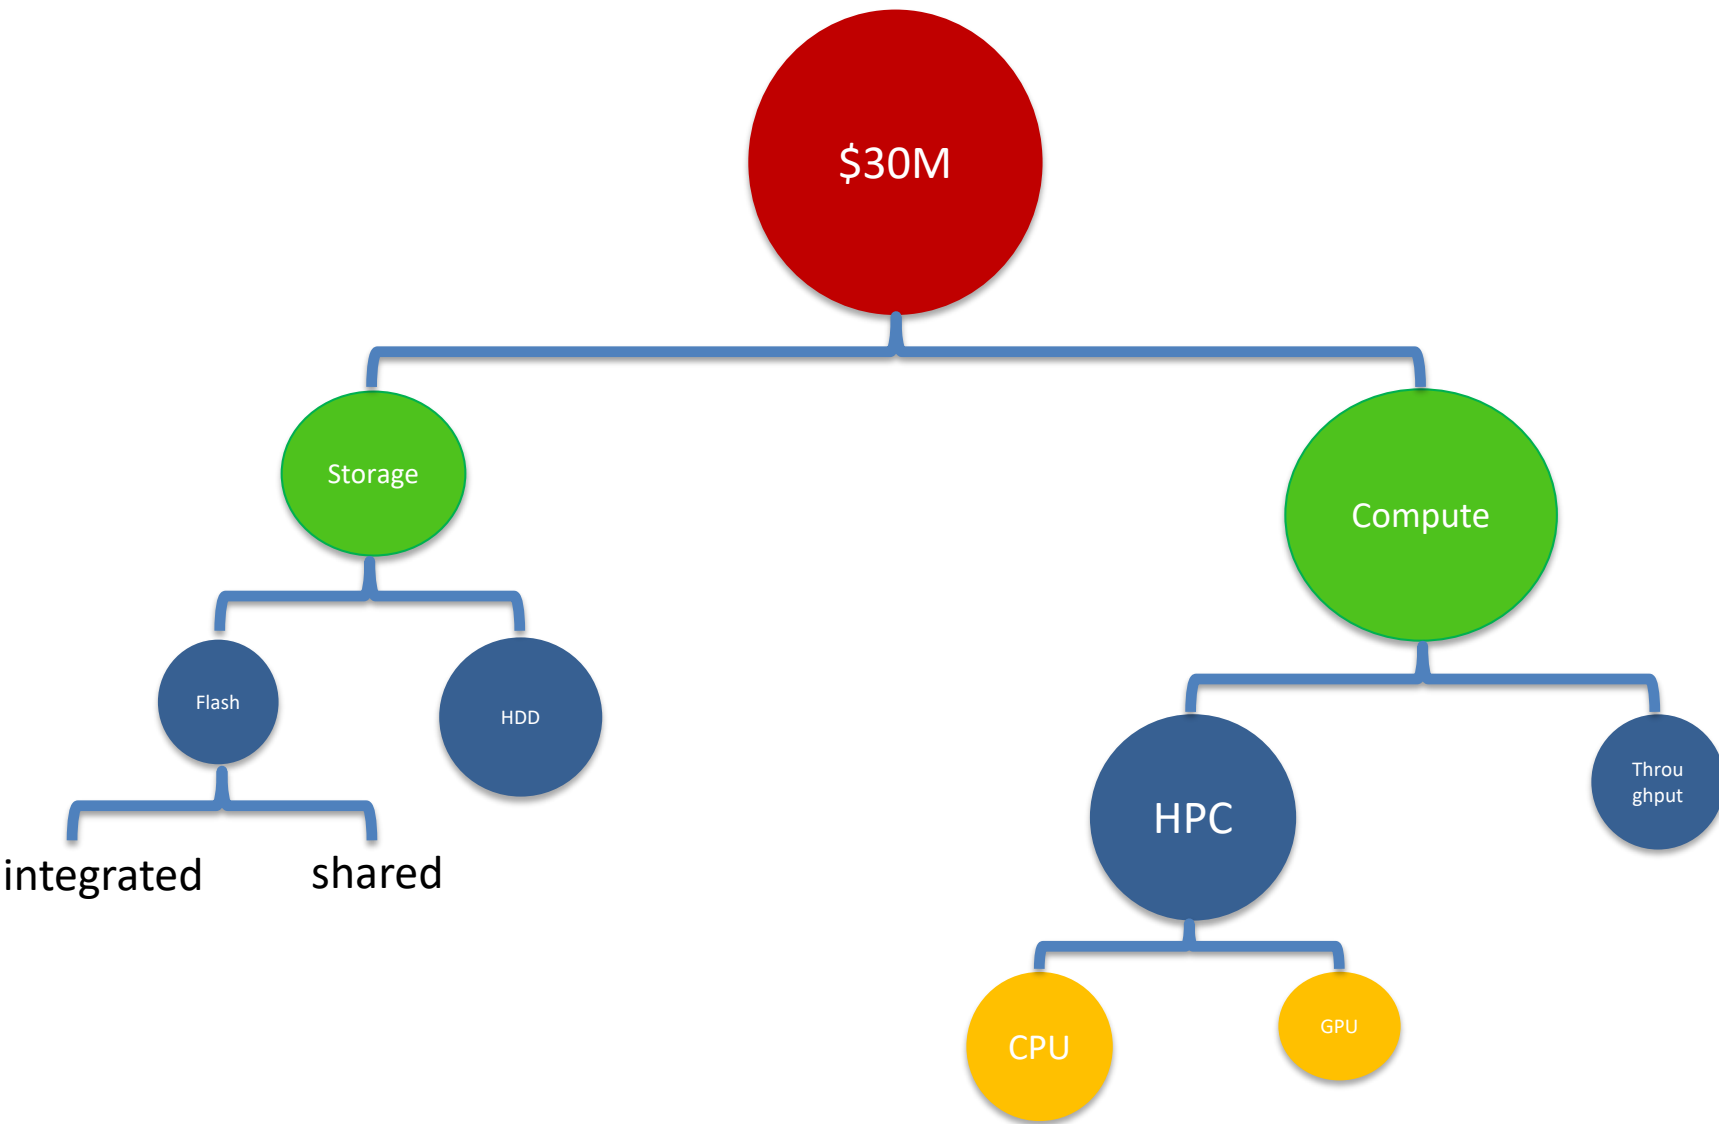 $30M
Storage
Compute
Flash
HDD
HPC
Throu
ghput
integrated
shared
CPU
GPU